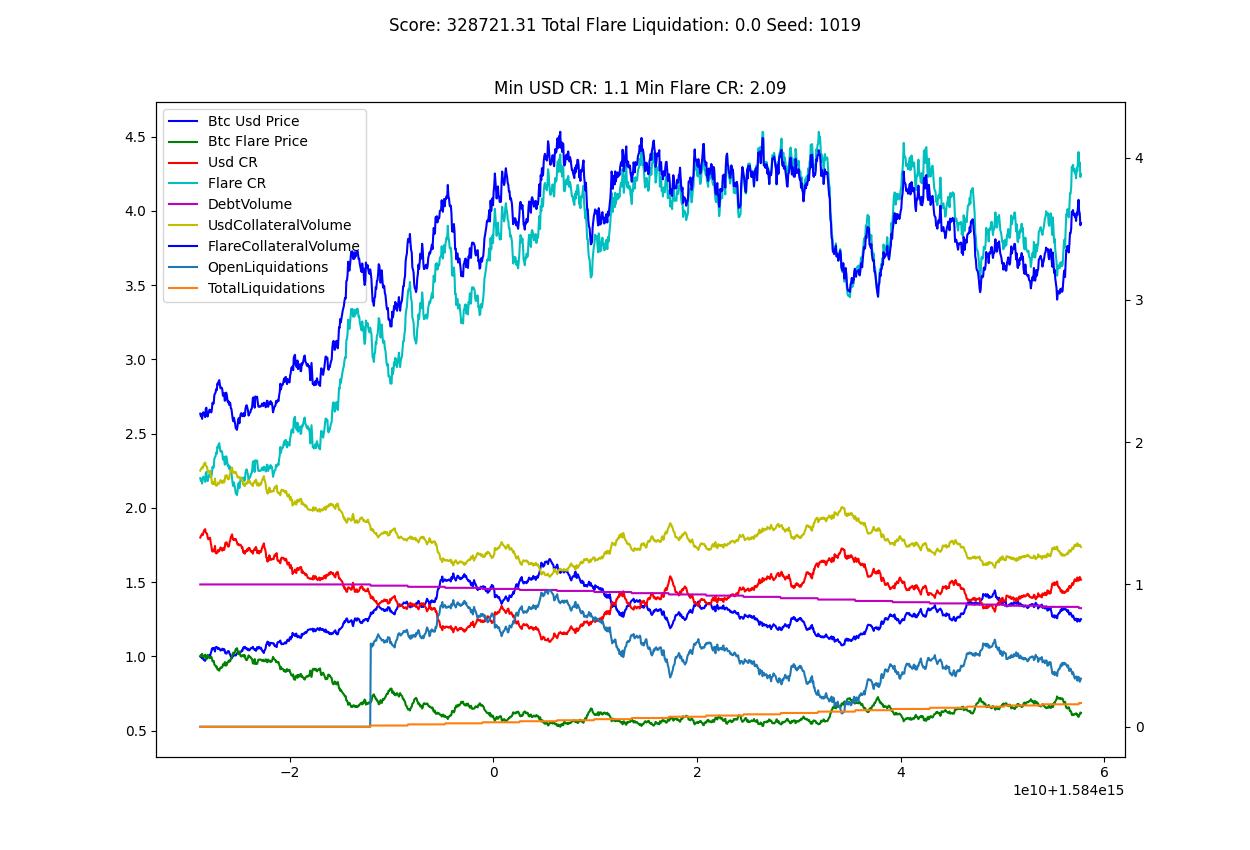 Score: 328721.31 Total Flare Liquidation: 0.0 Seed: 1019
Min USD CR: 1.1 Min Flare CR: 2.09
Btc Usd Price
Btc Flare Price
Usd CR
Flare CR
DebtVolume
UsdCollateralVolume
FlareCollateralVolume
OpenLiquidations
TotalLiquidations
4.5
4.0
3.5
3.0
2.5
2.0
1.5
1.0
0.5
4
3
2
1
0
−2
0
2
4
6
1e10+1.584e15